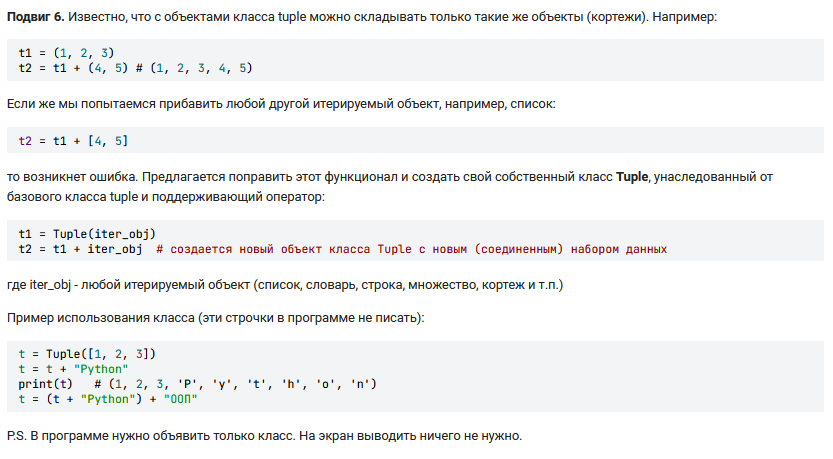 Подвиг 6. Известно, что с объектами класса tuple можно складывать только такие же объекты (кортежи). Например:
t1 = (1, 2, 3)
t2 = t1 + (4, 5) # (1, 2, 3, 4, 5)
Если же мы попытаемся прибавить любой другой итерируемый объект, например, список:
t2 = t1 + [4, 5]
то возникнет ошибка. Предлагается поправить этот функционал и создать свой собственный класс Tuple, унаследованный от
базового класса tuple и поддерживающий оператор:
t1 = Tuple(iter_obj)
t2 = t1 + iter_obj  # создается новый объект класса Tuple с новым (соединенным) набором данных
где iter_obj - любой итерируемый объект (список, словарь, строка, множество, кортеж и т.п.)
Пример использования класса (эти строчки в программе не писать):
t = Tuple([1, 2, 3])
t = t + "Python"
print(t)   # (1, 2, 3, 'P', 'y', 't', 'h', 'o', 'n')
t = (t + "Python") + "ООП"
P.S. В программе нужно объявить только класс. На экран выводить ничего не нужно.